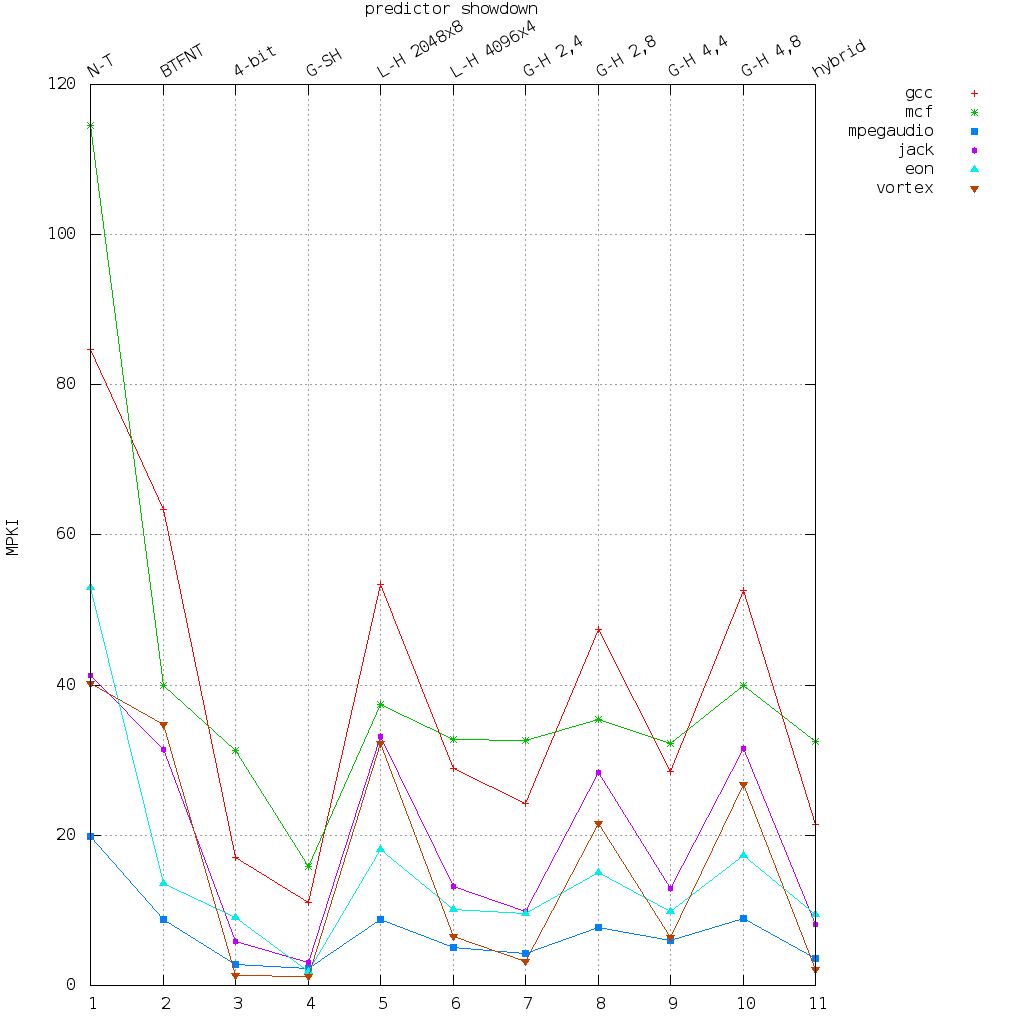 predictor showdown
N-T
BTFNT
4-bit
G-SH
L-H 2048x8
L-H 4096x4
G-H 2,4
G-H 2,8
G-H 4,4
G-H 4,8
hybrid
120
100
80
60
40
20
0
MPKI
1 2 3 4 5 6 7 8 9 10 11
gcc
mcf
mpegaudio
jack
eon
vortex